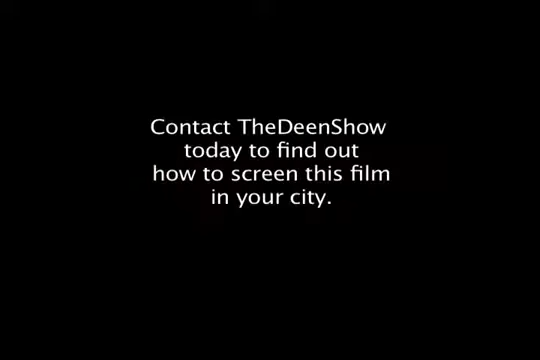 Contact TheDeenShow
today to find out
how to screen this film
in your city.